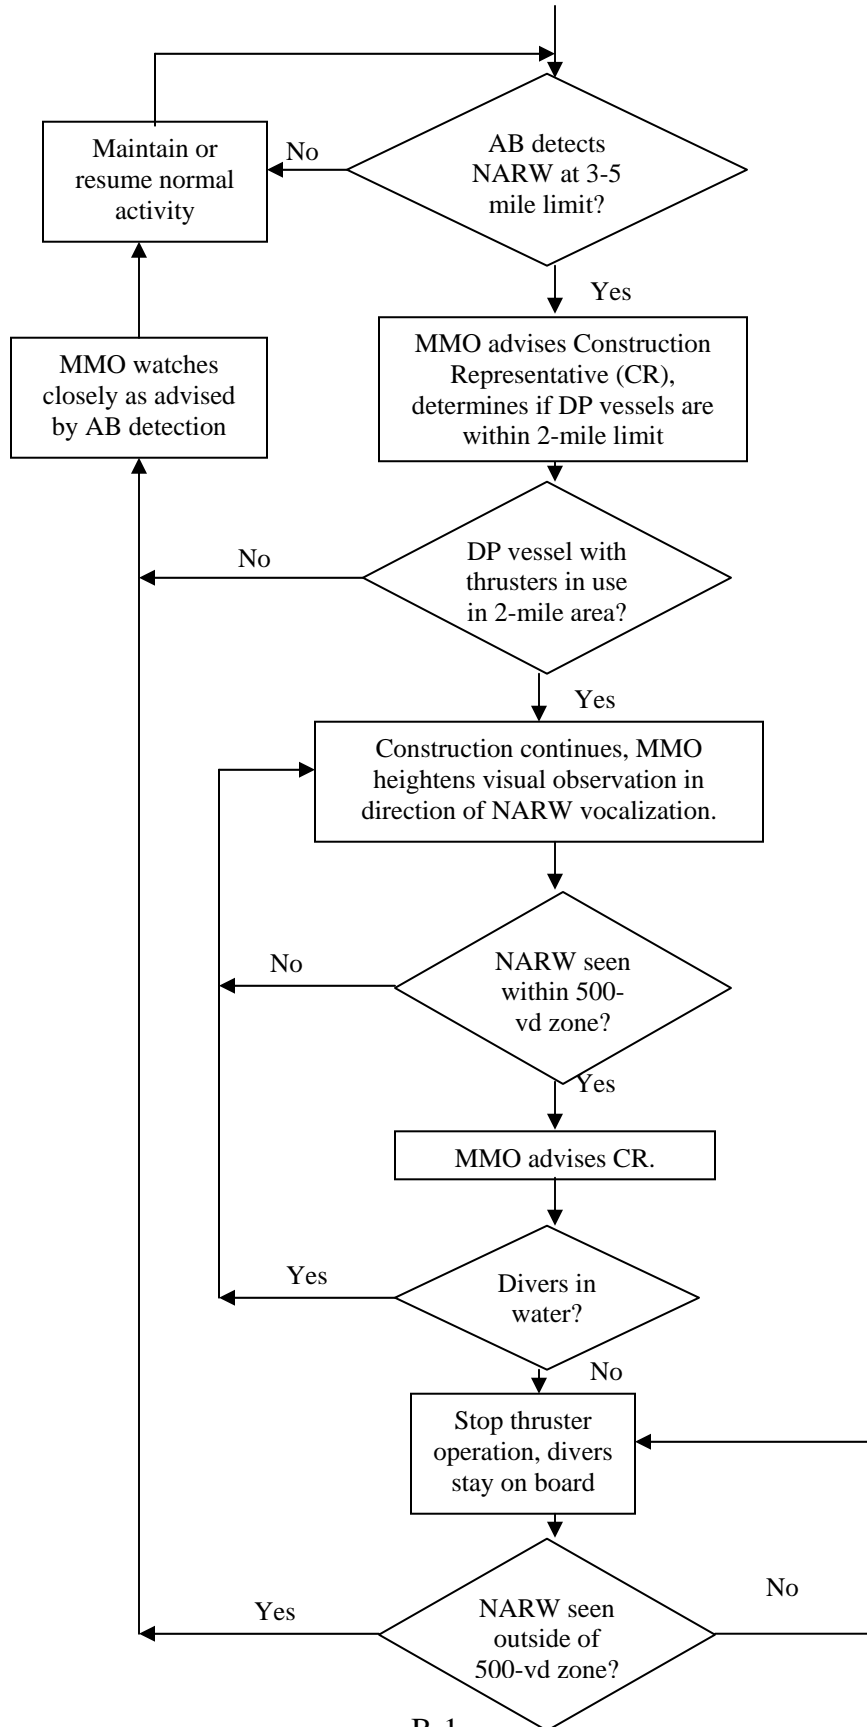 AB detects
NARW at 3-5
mile limit?
No
Maintain or
resume normal
activity
Yes
MMO advises Construction
Representative (CR),
determines if DP vessels are
within 2-mile limit
MMO watches
closely as advised
by AB detection
No
DP vessel with
thrusters in use
in 2-mile area?
Yes
Construction continues, MMO
heightens visual observation in
direction of NARW vocalization.
No
NARW seen
within 500-
vd zone?
Yes
MMO advises CR.
Yes
Divers in
water?
No
Stop thruster
operation, divers
stay on board
No
Yes
NARW seen
outside of
500-vd zone?